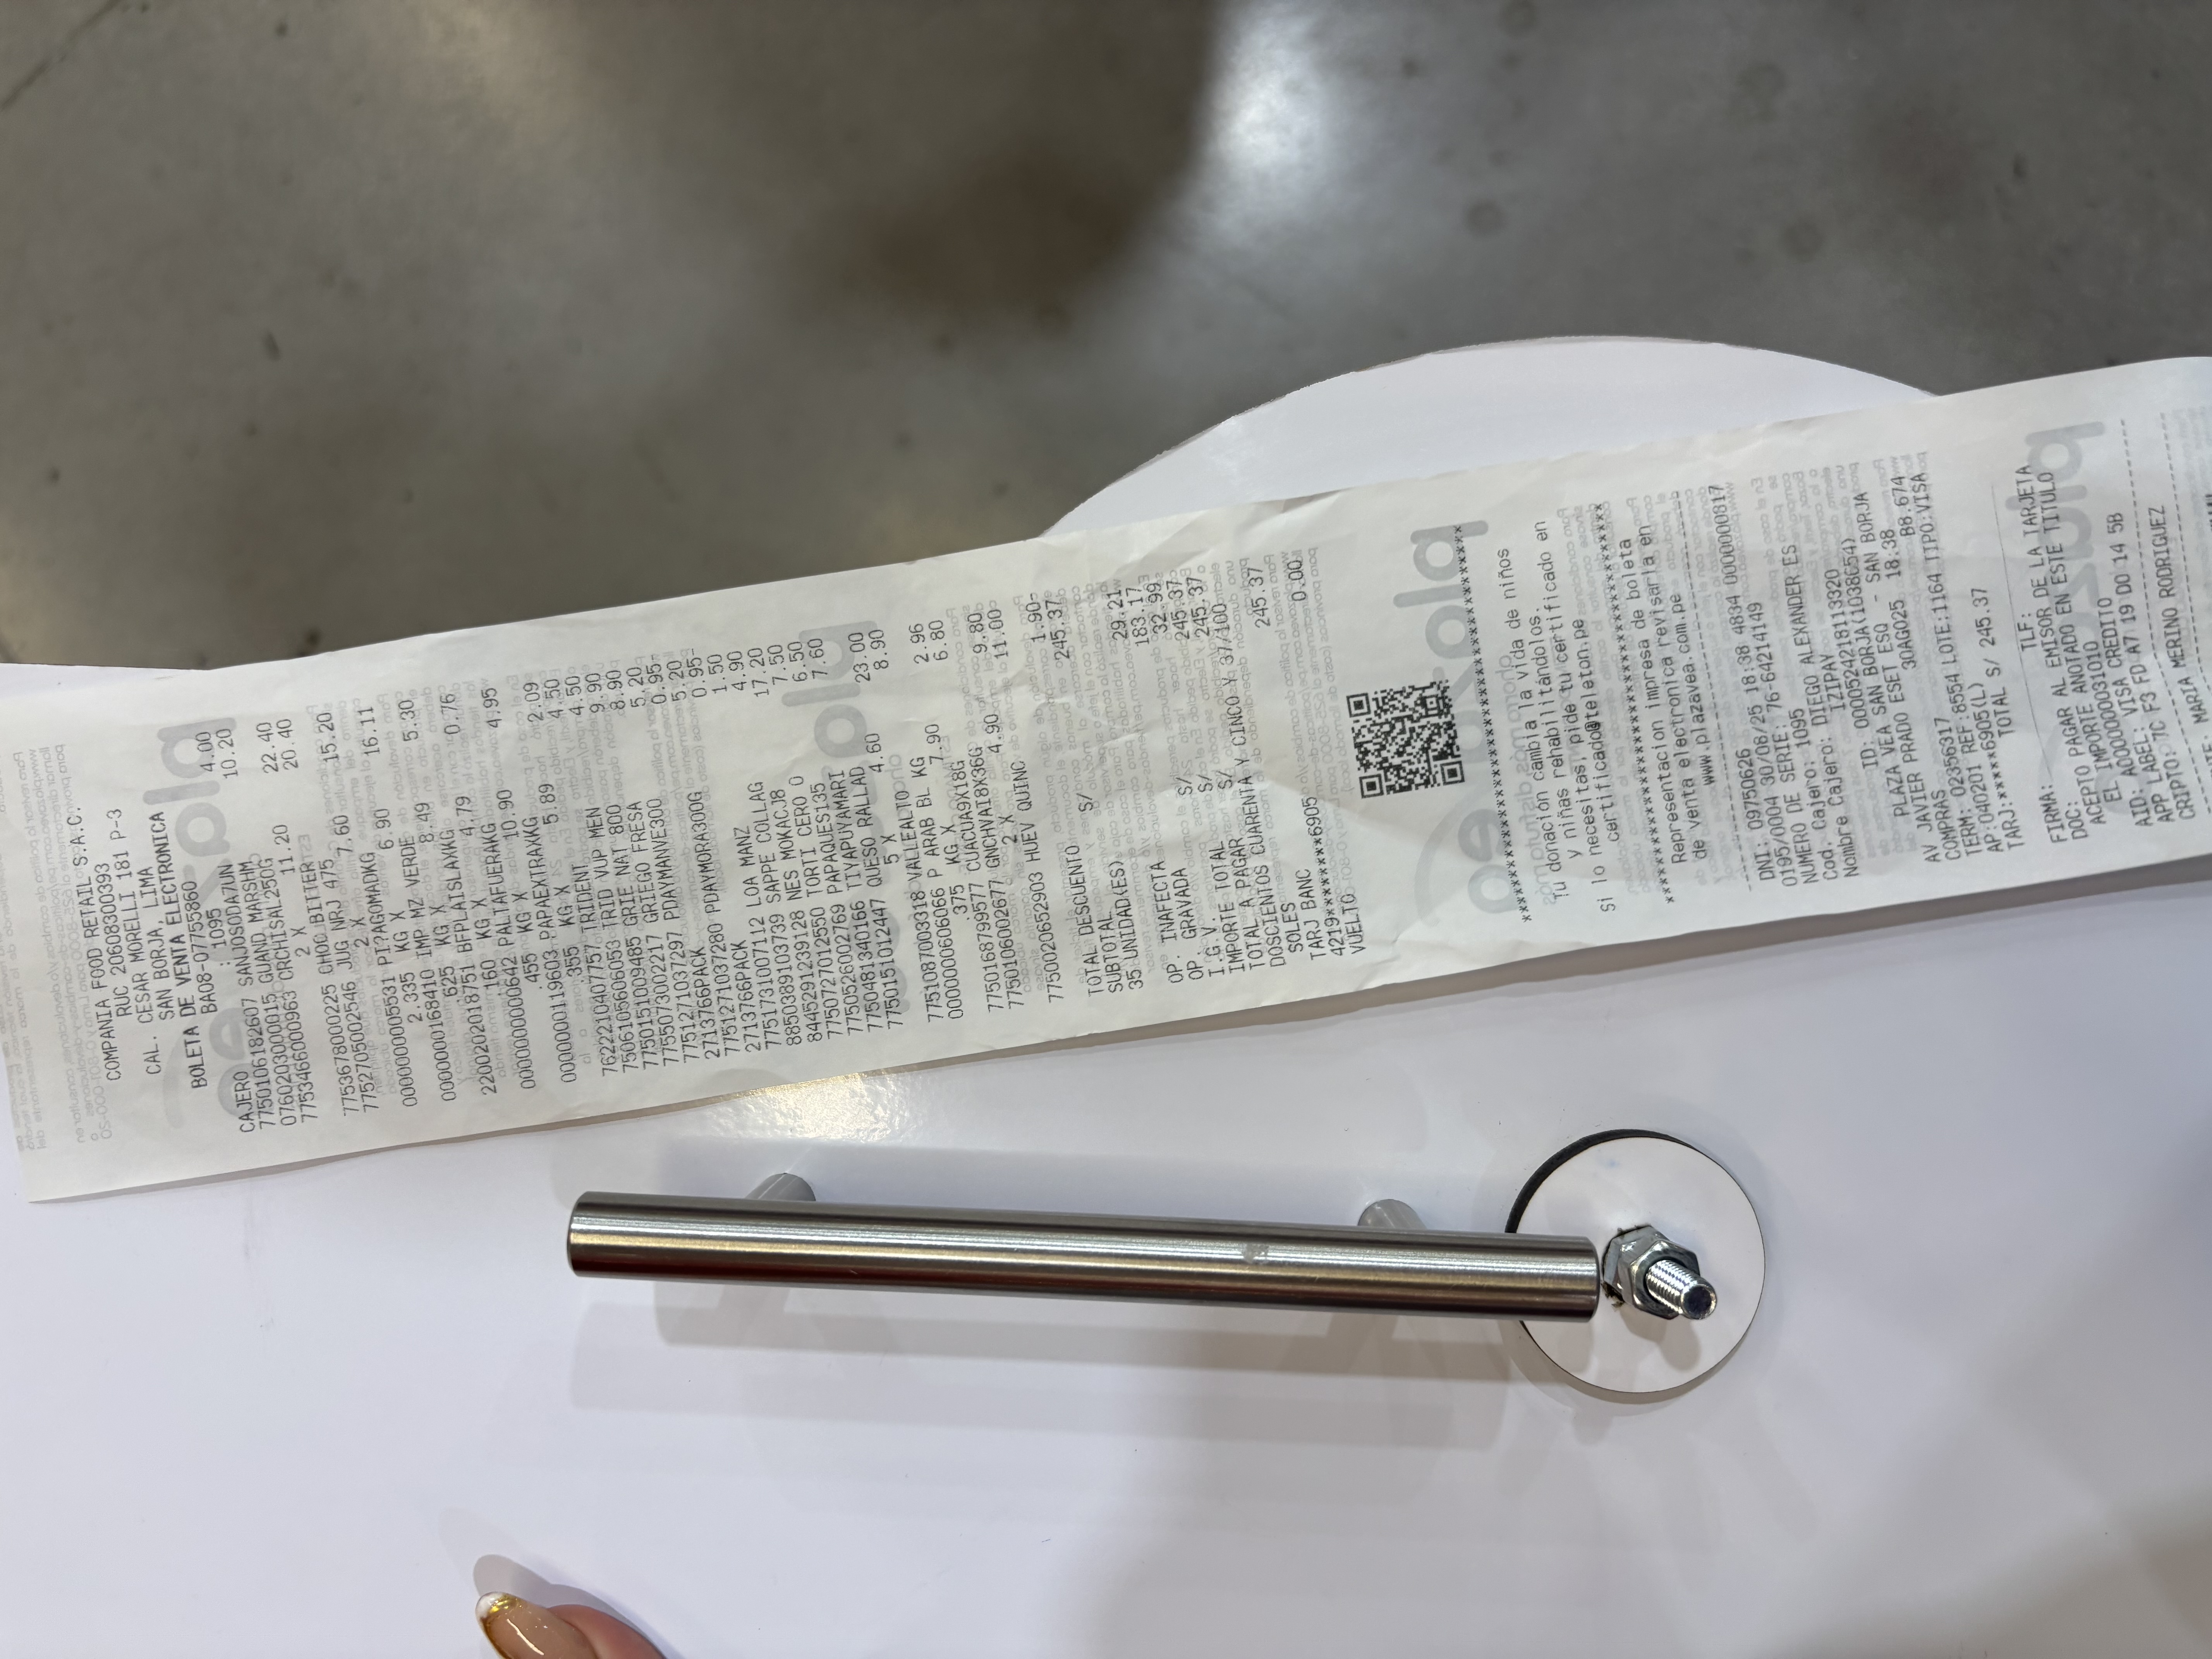 COMPANIA FOOD RETAIL S.A.C.
RUC 20608300393
CAL. CESAR MORELLI 181 P-3
SAN BORJA, LIMA
BOLETA DE VENTA ELECTRONICA
BA08-07755860
CAJERO : 1095
7750106182607 SANJOSODA7UN 4.00
0760203000015 GUAND MARSHM 10.20
7753466000963 CRCHISAL250G
2 X 11.20 22.40
7753678000225 CHOC BITTER 20.40
7752705002546 JUG NRJ 475
2 X 7.60 15.20
0000000005531 PI?AGOMADKG
2.335 KG X 6.90 16.11
0000000168410 IMP MZ VERDE
.625 KG X 8.49 5.30
2200202018751 BFPLAISLAXKG
.160 KG X 4.79 0.76
0000000000642 PALTAFUERAKG
.455 KG X 10.90 4.95
0000000119603 PAPAEXTRAXKG
.355 KG X 5.89 2.09
7622210407757 TRIDENT 4.50
7506105606053 TRID VUP MEN 4.50
7750151009485 GRIE NAT 800 9.90
7755073002217 GRIEGO FRESA 8.90
7751271037297 PDAYMANVE300 5.20
2713766PACK 0.95-
7751271037280 PDAYMORA300G 5.20
2713766PACK 0.95-
7751731007112 LOA MANZ 1.50
8850389103739 SAPPE COLLAG 4.90
8445291239128 NES MOKACJ8 17.20
7750727012550 TORTI CERO O 7.50
7750526002769 PAPAQUES135 6.50
7750481340166 TIYAPUYAMARI 7.60
7750151012447 QUESO RALLAD
5 X 4.60 23.00
7751087003318 VALLEALTO 8.90
0000000606066 P ARAB BL KG
.375 KG X 7.90 2.96
7750168799577 CUACUA9X18G 6.80
7750106002677 GNCHVAI8X36G
2 X 4.90 9.80
7750020652903 HUEV QUINC 11.00
TOTAL DESCUENTO 1.90-
SUBTOTAL S/ 245.37
35 UNIDAD(ES)
OP. INAFECTA 29.21
OP. GRAVADA 183.17
I.G.V. S/ 32.99
IMPORTE TOTAL S/ 245.37
TOTAL A PAGAR S/ 245.37
DOSCIENTOS CUARENTA Y CINCO Y 37/100
SOLES
TARJ BANC 245.37
4219********6905
VUELTO 0.00
************************************
Tu donación cambia la vida de niños
y niñas rehabilitándolos.
Si lo necesitas, pide tu certificado en
certificado@teleton.pe
************************************
Representacion impresa de boleta
de venta electronica revisarla en
www.plazavea.com.pe
DNI: 09750626
0195/0004 30/08/25 18:38 4834 0000000817
NUMERO DE SERIE: 76-64214149
Cod. Cajero: 1095
Nombre Cajero: DIEGO ALEXANDER ES
IZIPAY
ID: 0000524218113320
PLAZA VEA SAN BORJA(1038654)
AV JAVIER PRADO ESET ESQ - SAN BORJA
COMPRAS 30AGO25 18:38
TERM: 02356317 B8.674
AP:040201 REF:8554 LOTE:1164 TIPO:VISA
TARJ:*****6905(L)
TOTAL S/ 245.37
FIRMA:
DOC: TLF:
ACEPTO PAGAR AL EMISOR DE LA TARJETA
EL IMPORTE ANOTADO EN ESTE TITULO
AID: A0000000031010
APP LABEL: VISA CREDITO
CRIPTO: 7C F3 FD A7 19 D0 14 5B
MARIA MERINO RODRIGUEZ